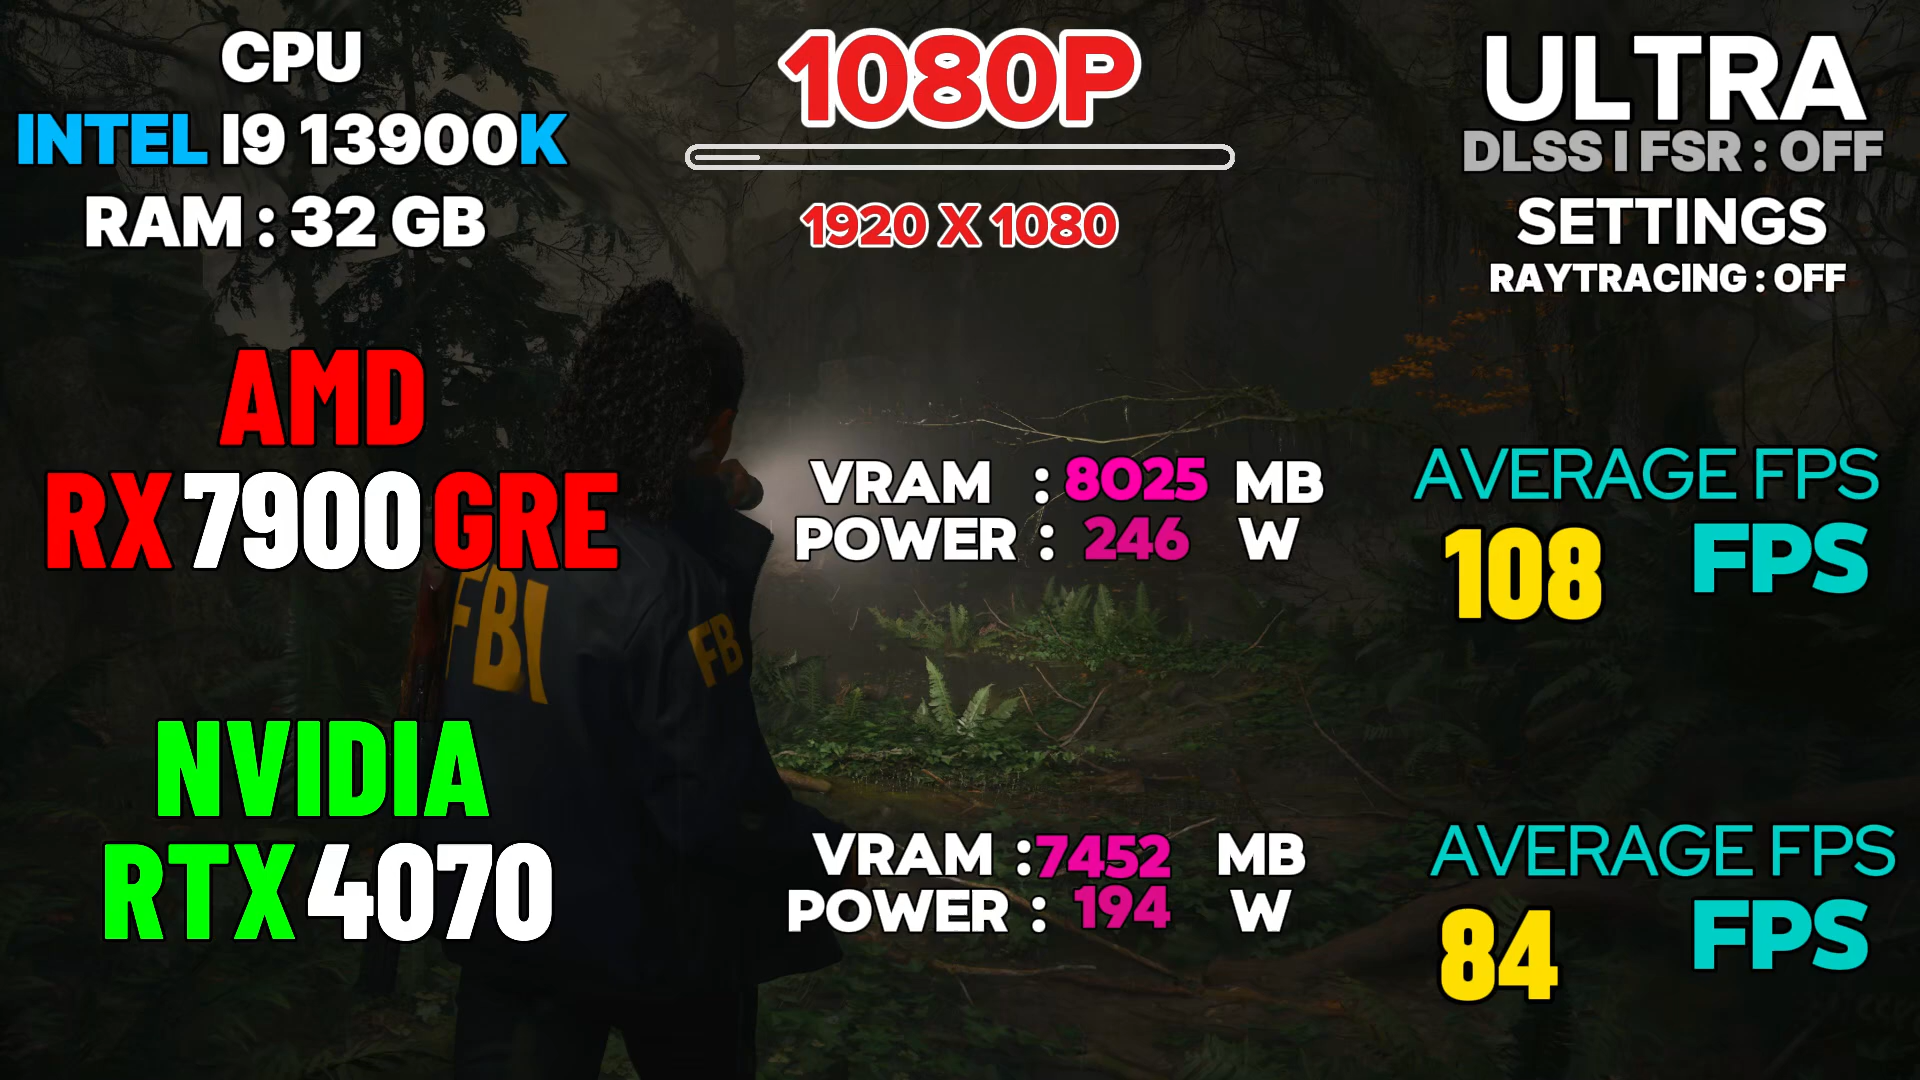 CPU
INTEL I9 13900K
RAM : 32 GB
1080P
1920 X 1080
ULTRA
DLSS I FSR : OFF
SETTINGS
RAYTRACING : OFF
AMD
RX 7900 GRE
VRAM : 8025 MB
POWER : 246 W
AVERAGE FPS
108 FPS
FBI
FB
NVIDIA
RTX 4070
VRAM : 7452 MB
POWER : 194 W
AVERAGE FPS
84 FPS